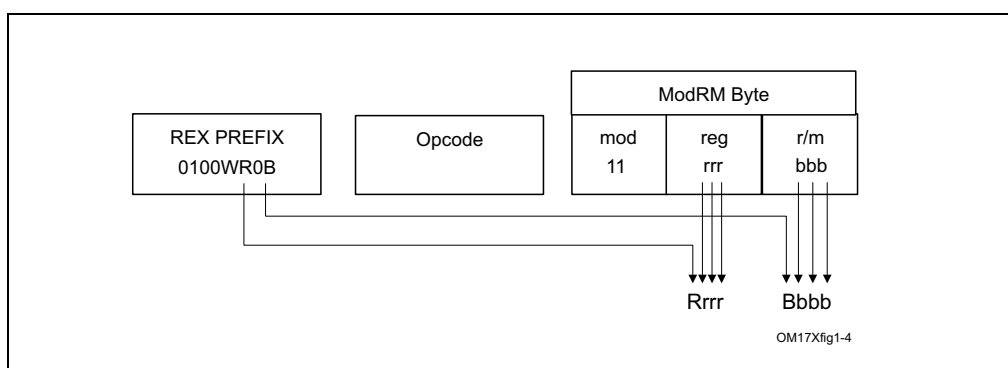 ModRM Byte
REX PREFIX Opcode mod reg r/m
0100WR0B 11 rrr bbb
Rrrr Bbbb
OM17Xfig1-4